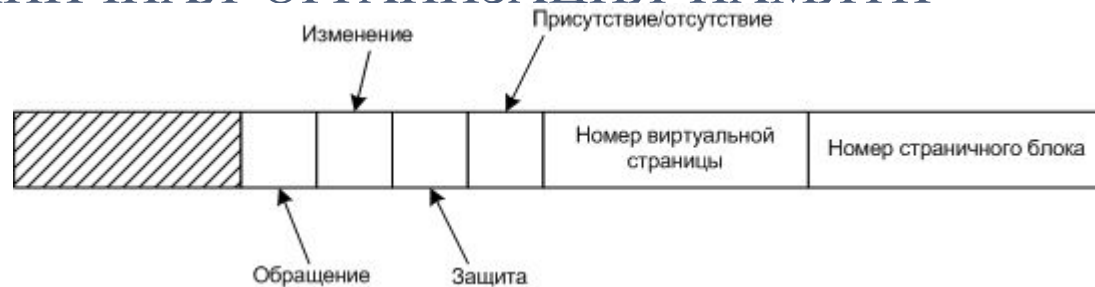 Присутствие/отсутствие
Изменение
Номер виртуальной
страницы
Номер страничного блока
Обращение
Защита